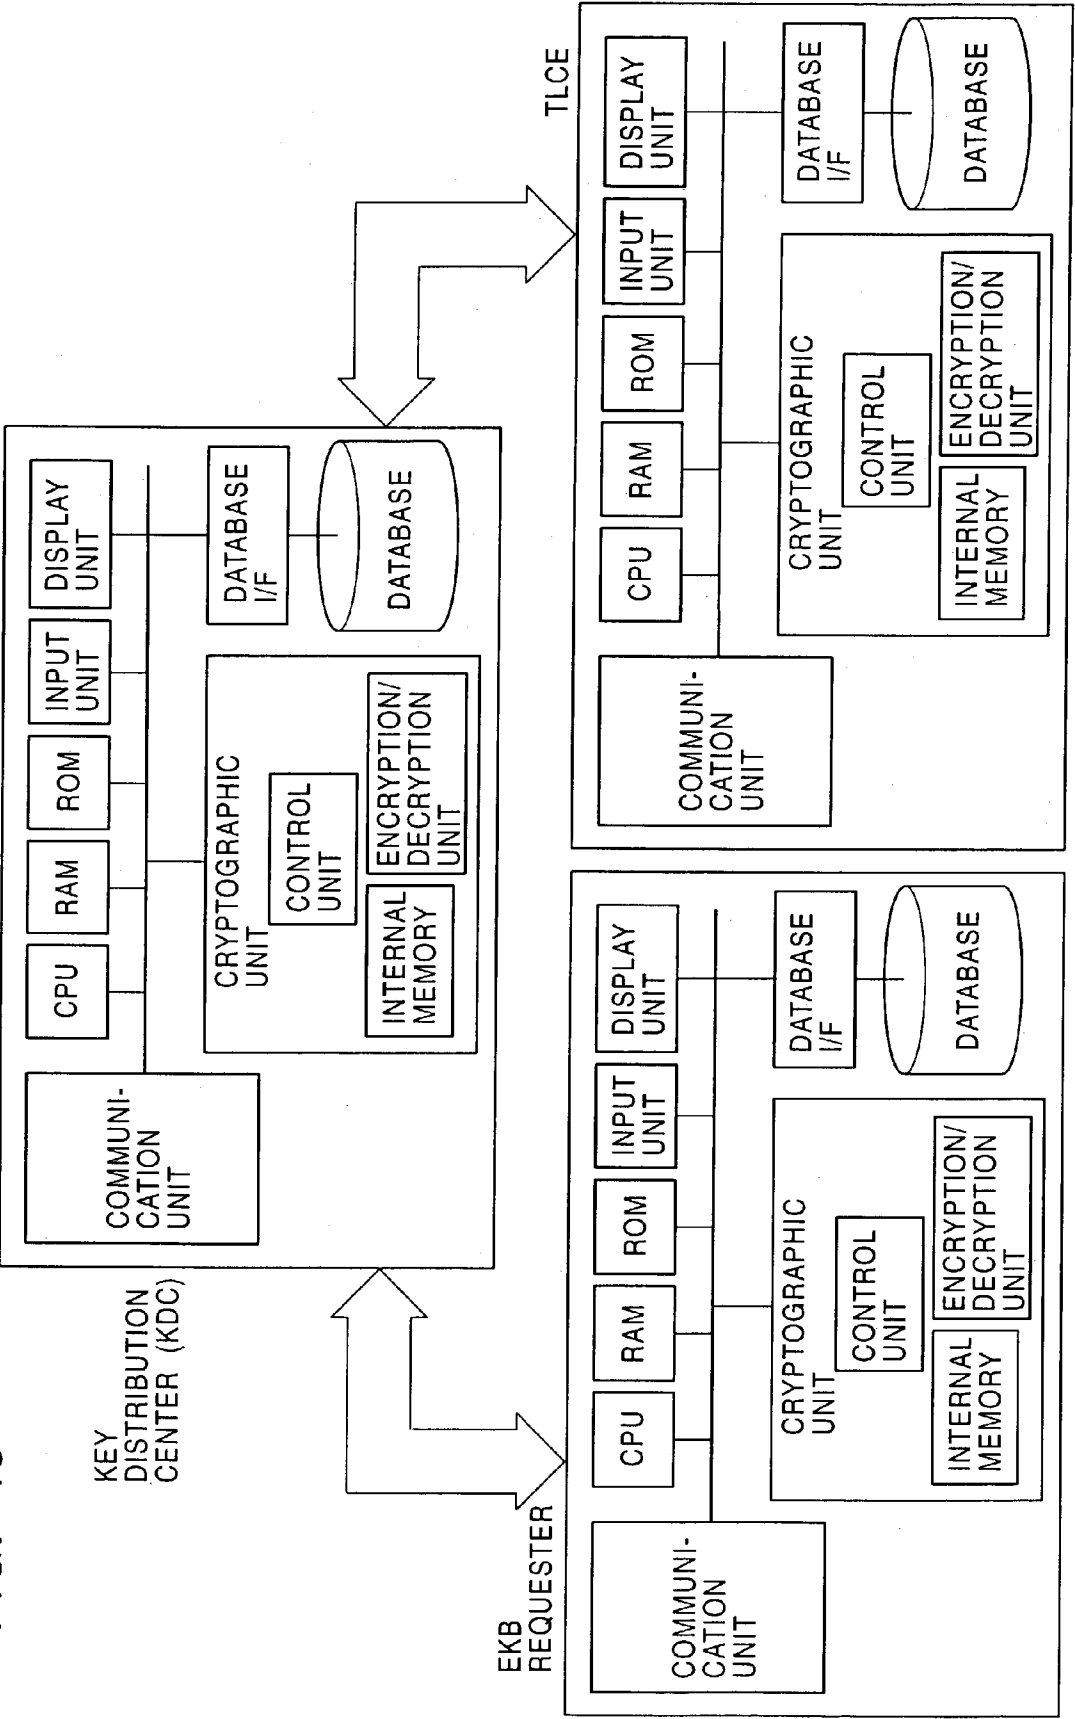 KEY
DISTRIBUTION
CENTER (KDC)
COMMUNI-
CATION
UNIT
CPU
RAM
ROM
INPUT
UNIT
DISPLAY
UNIT
CRYPTOGRAPHIC
UNIT
CONTROL
UNIT
INTERNAL
MEMORY
ENCRYPTION/
DECRYPTION
UNIT
DATABASE
I/F
DATABASE
EKB
REQUESTER
COMMUNI-
CATION
UNIT
CPU
RAM
ROM
INPUT
UNIT
DISPLAY
UNIT
CRYPTOGRAPHIC
UNIT
CONTROL
UNIT
INTERNAL
MEMORY
ENCRYPTION/
DECRYPTION
UNIT
DATABASE
I/F
DATABASE
TLCE
COMMUNI-
CATION
UNIT
CPU
RAM
ROM
INPUT
UNIT
DISPLAY
UNIT
CRYPTOGRAPHIC
UNIT
CONTROL
UNIT
INTERNAL
MEMORY
ENCRYPTION/
DECRYPTION
UNIT
DATABASE
I/F
DATABASE